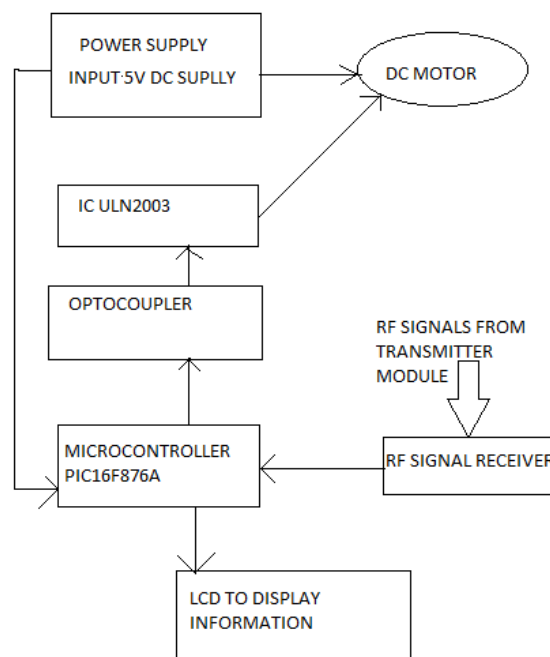 POWER SUPPLY
INPUT:5V DC SUPLLY
DC MOTOR
IC ULN2003
OPTOCOUPLER
RF SIGNALS FROM
TRANSMITTER
MODULE
MICROCONTROLLER
PIC16F876A
RF SIGNAL RECEIVER
LCD TO DISPLAY
INFORMATION